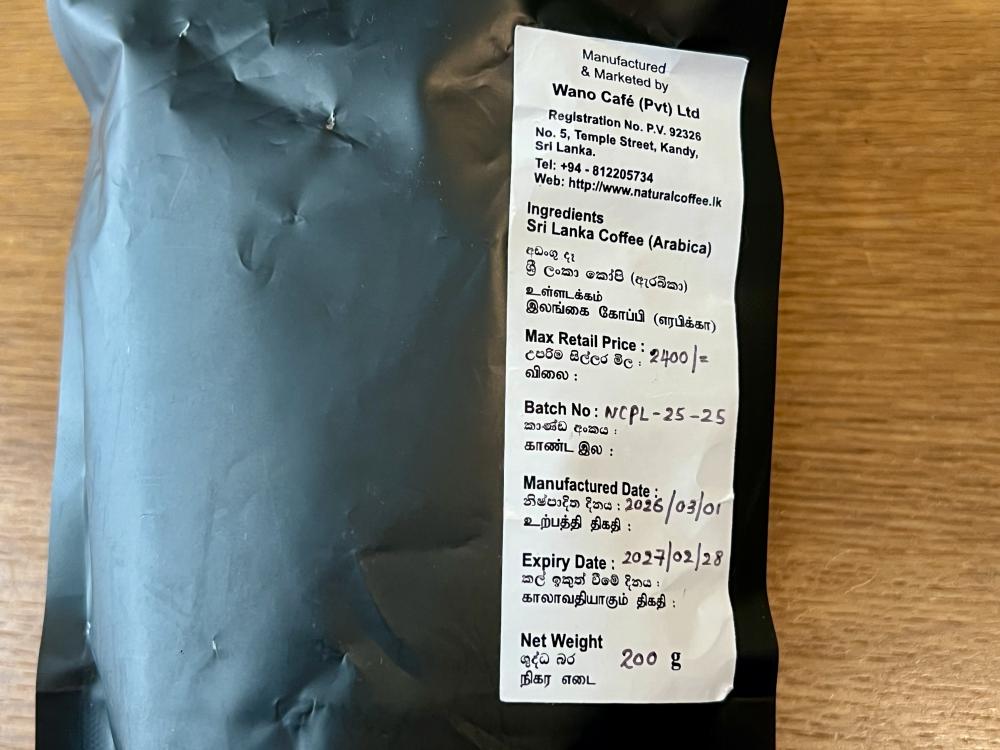 Manufactured
& Marketed by
Wano Café (Pvt) Ltd
Registration No. P.V. 92326
No. 5, Temple Street, Kandy,
Sri Lanka.
Tel: +94 - 812205734
Web: http://www.naturalcoffee.lk
Ingredients
Sri Lanka Coffee (Arabica)
අඩංගු දෑ
ශ්‍රී ලංකා කෝපි (ඇරබිකා)
உள்ளடக்கம்
இலங்கை கோப்பி (எரபிக்கா)
Max Retail Price :
උපරිම සිල්ලර මිල : 2400/=
விலை :
Batch No : NCPL-25-25
කාණ්ඩ අංකය :
காண்ட இல :
Manufactured Date :
නිෂ්පාදිත දිනය : 2026/03/01
உற்பத்தி திகதி :
Expiry Date : 2027/02/28
කල් ඉකුත් වීමේ දිනය :
காலாவதியாகும் திகதி :
Net Weight
ශුද්ධ බර 200 g
நிகர எடை